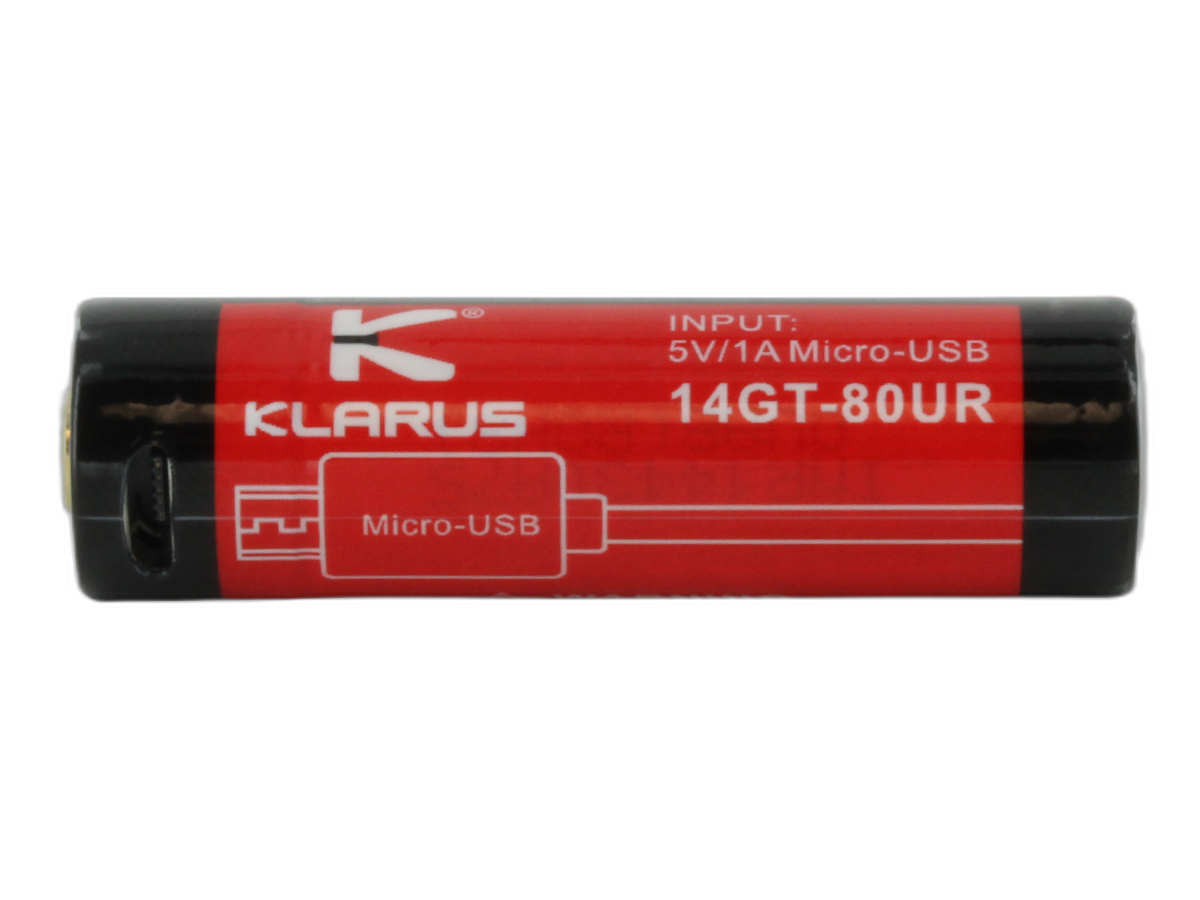 K®
KLARUS
INPUT:
5V/1A Micro-USB
14GT-80UR
Micro-USB